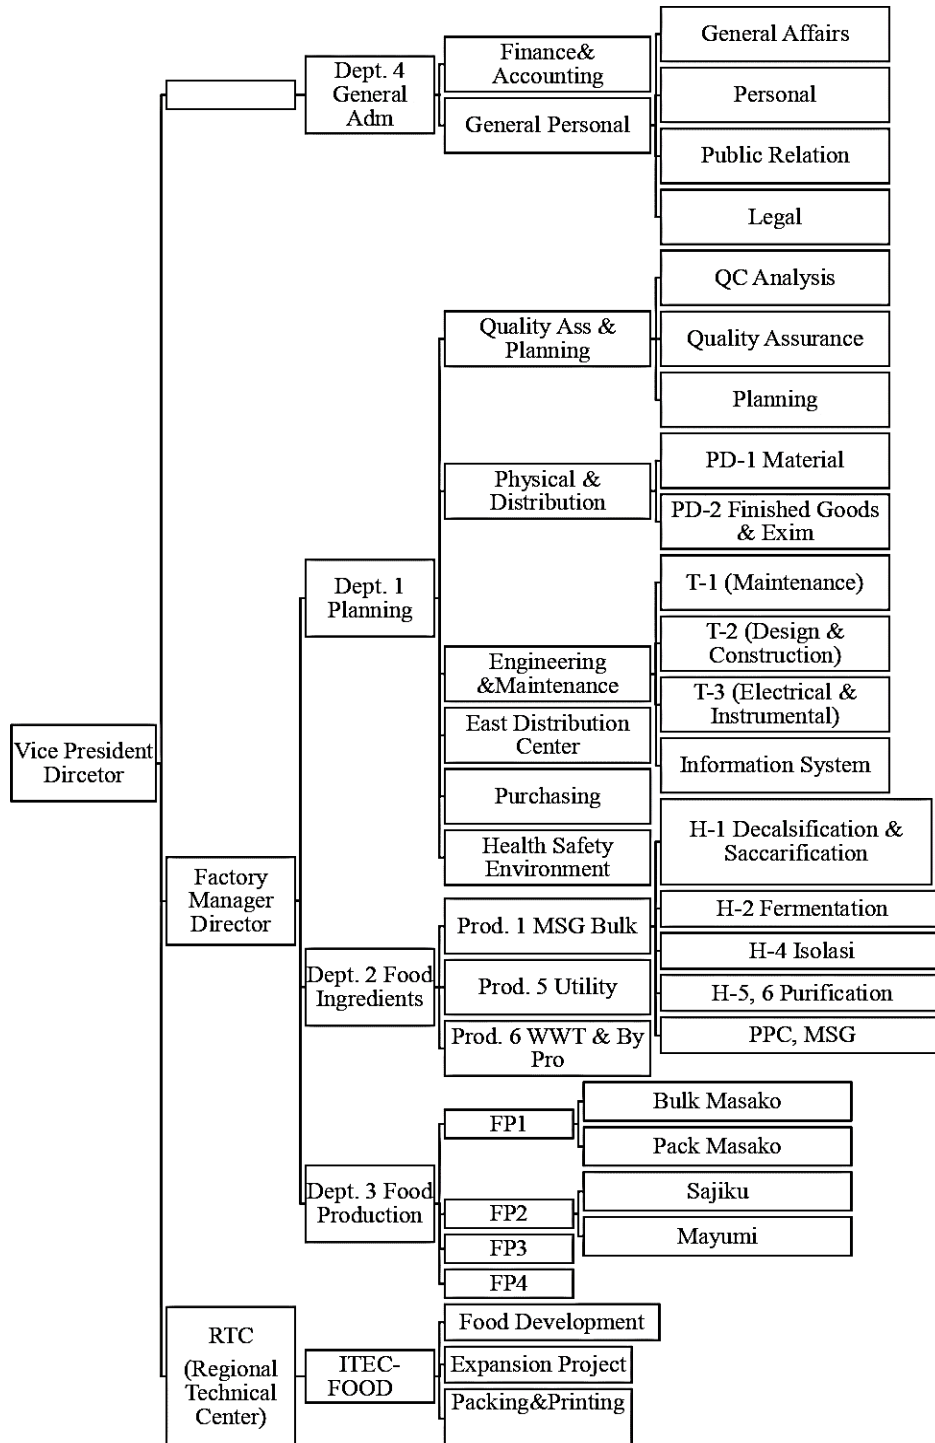 General Affairs
Finance&
Accounting
Dept. 4
General
Adm
Personal
General Personal
Public Relation
Legal
QC Analysis
Quality Ass &
Planning
Quality Assurance
Planning
PD-1 Material
Physical &
Distribution
PD-2 Finished Goods
& Exim
Dept. 1
Planning
T-1 (Maintenance)
T-2 (Design &
Construction)
Engineering
&Maintenance
T-3 (Electrical &
Instrumental)
East Distribution
Center
Vice President
Dircetor
Information System
Purchasing
Health Safety
Environment
H-1 Decalsification &
Saccarification
Factory
Manager
Director
Prod. 1 MSG Bulk
H-2 Fermentation
H-4 Isolasi
Dept. 2 Food
Ingredients
Prod. 5 Utility
H-5, 6 Purification
Prod. 6 WWT & By
Pro
PPC, MSG
Bulk Masako
FP1
Pack Masako
Dept. 3 Food
Production
Sajiku
FP2
Mayumi
FP3
FP4
Food Development
RTC
(Regional
Technical
Center)
ITEC-
FOOD
Expansion Project
Packing&Printing